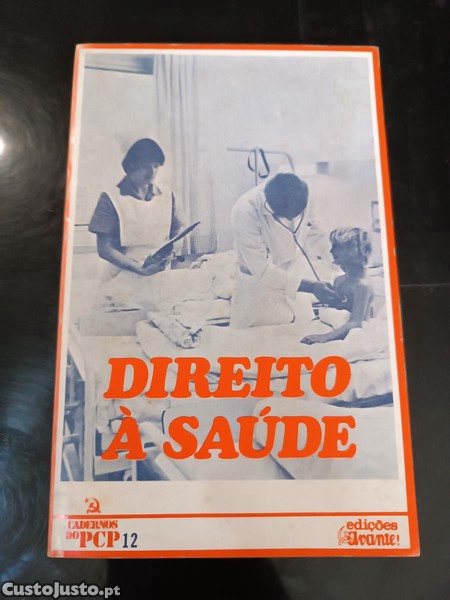 DIREITO
À SAÚDE
CADERNOS
DO PCP 12
edições
Avante!
CustoJusto.pt